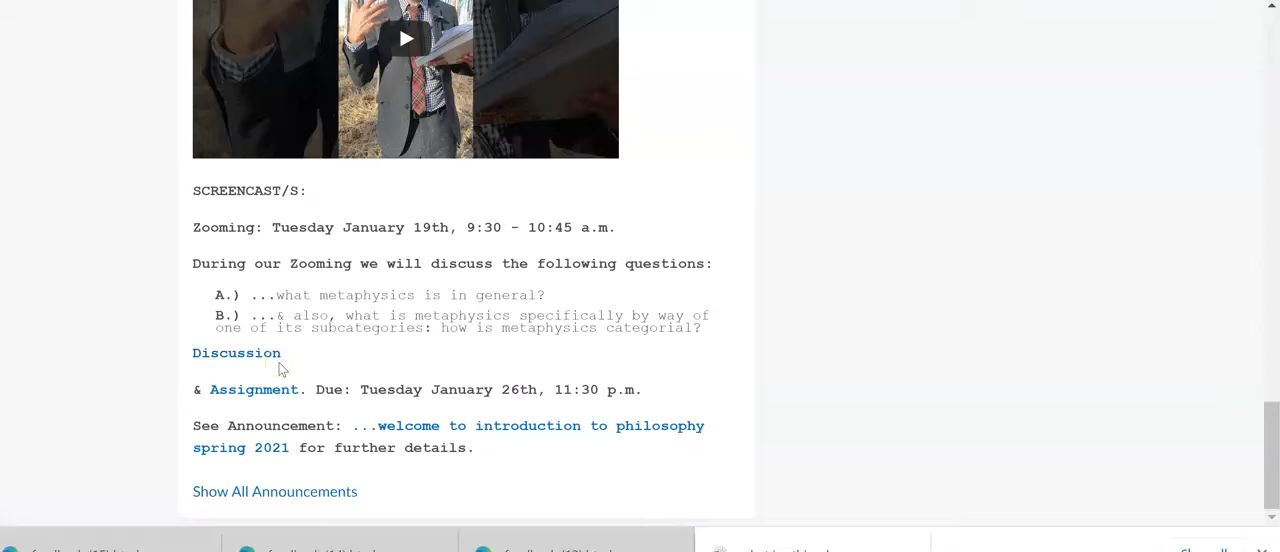 SCREENCAST/S:
Zooming: Tuesday January 19th, 9:30 - 10:45 a.m.
During our Zooming we will discuss the following questions:
A.) ...what metaphysics is in general?
B.) ...& also, what is metaphysics specifically by way of
one of its subcategories: how is metaphysics categorial?
Discussion
& Assignment. Due: Tuesday January 26th, 11:30 p.m.
See Announcement: ...welcome to introduction to philosophy
spring 2021 for further details.
Show All Announcements